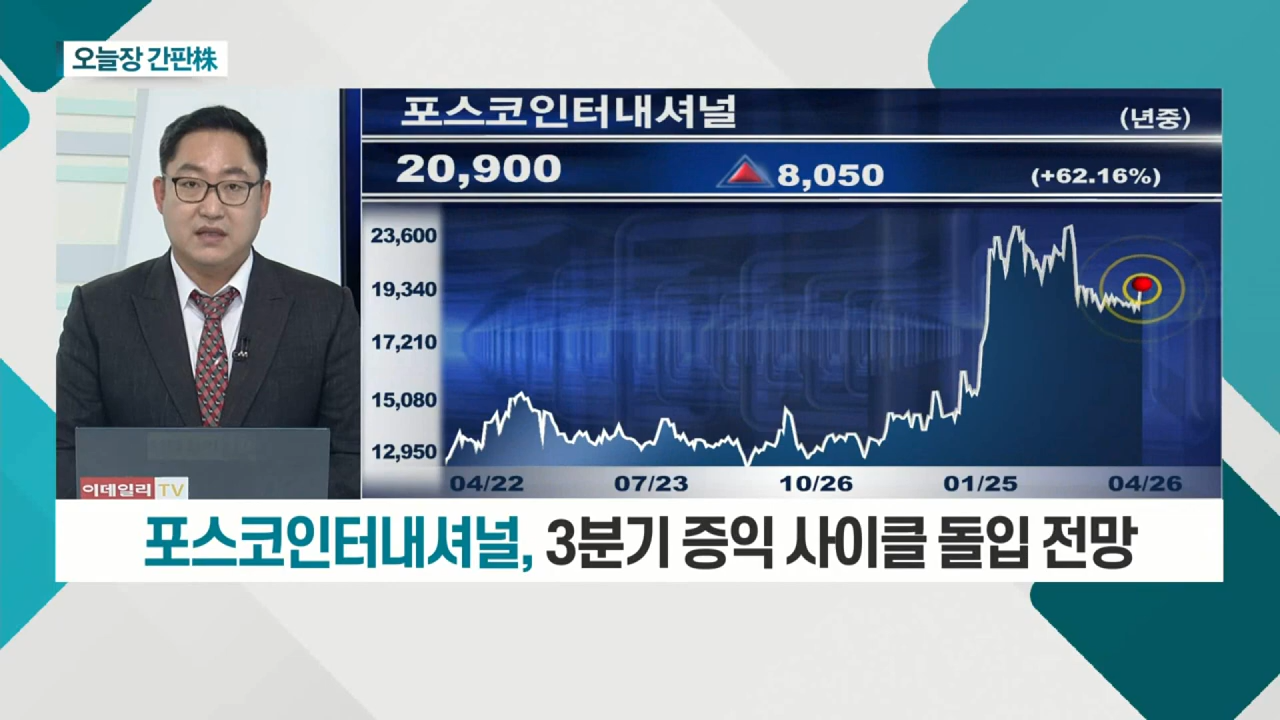 오늘장 간판株
포스코인터내셔널 (년중)
20,900 ▲ 8,050 (+62.16%)
23,600
19,340
17,210
15,080
12,950
04/22 07/23 10/26 01/25 04/26
이데일리TV
포스코인터내셔널, 3분기 증익 사이클 돌입 전망